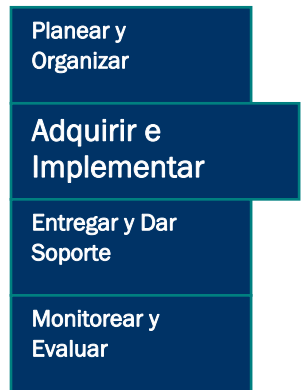 Planear y
Organizar
Adquirir e
Implementar
Entregar y Dar
Soporte
Monitorear y
Evaluar